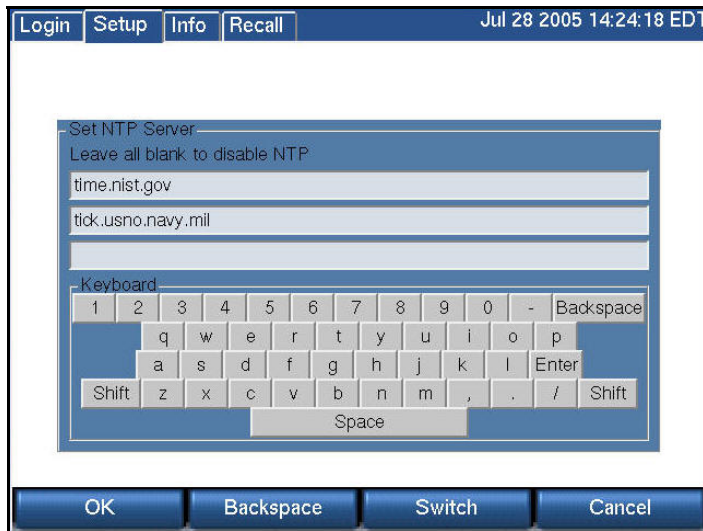 Login Setup Info Recall Jul 28 2005 14:24:18 EDT
Set NTP Server
Leave all blank to disable NTP
time.nist.gov
tick.usno.navy.mil
Keyboard
1 2 3 4 5 6 7 8 9 0 - Backspace
q w e r t y u i o p
a s d f g h j k l Enter
Shift z x c v b n m , . / Shift
Space
OK Backspace Switch Cancel